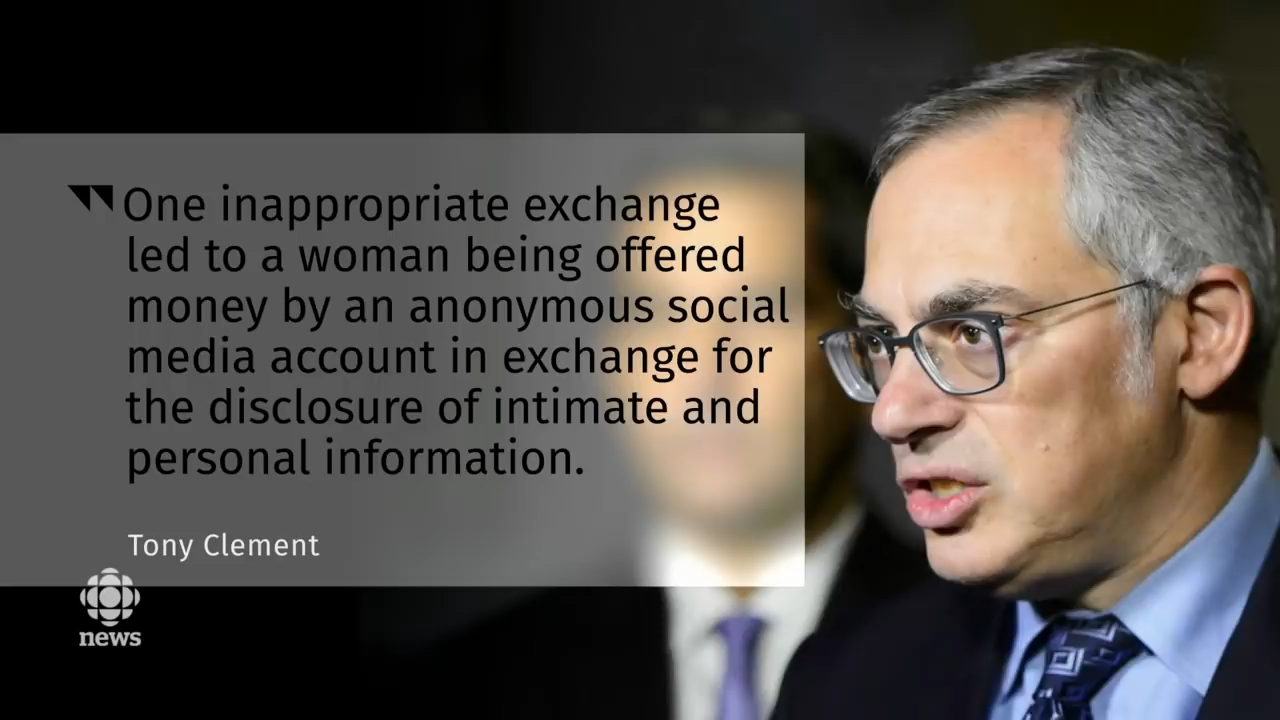 One inappropriate exchange
led to a woman being offered
money by an anonymous social
media account in exchange for
the disclosure of intimate and
personal information.
Tony Clement
news